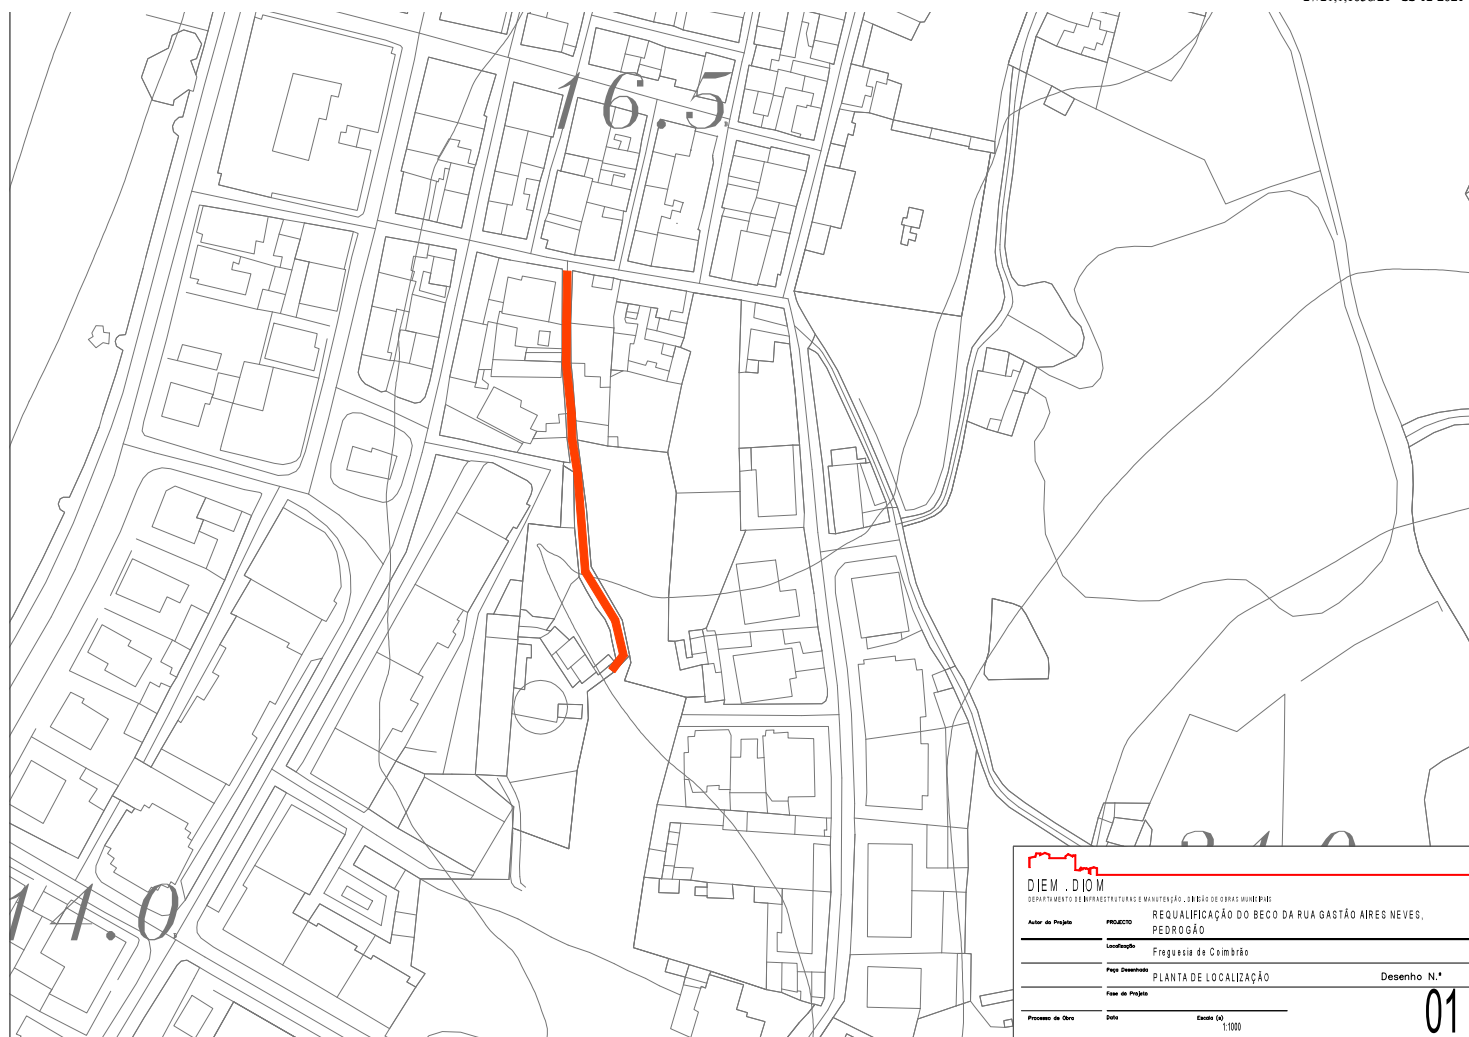 16.5
11.0
DIEM . DIOM
DEPARTAMENTO DE INFRAESTRUTURAS E MANUTENÇÃO . DIVISÃO DE OBRAS MUNICIPAIS
Autor do Projeto
PROJECTO
REQUALIFICAÇÃO DO BECO DA RUA GASTÃO AIRES NEVES,
PEDROGÃO
Localização
Freguesia de Coimbrão
Peça Desenhada
PLANTA DE LOCALIZAÇÃO
Desenho N.º
Fase do Projeto
01
Processo de Obra
Data
Escala (s)
1:1000